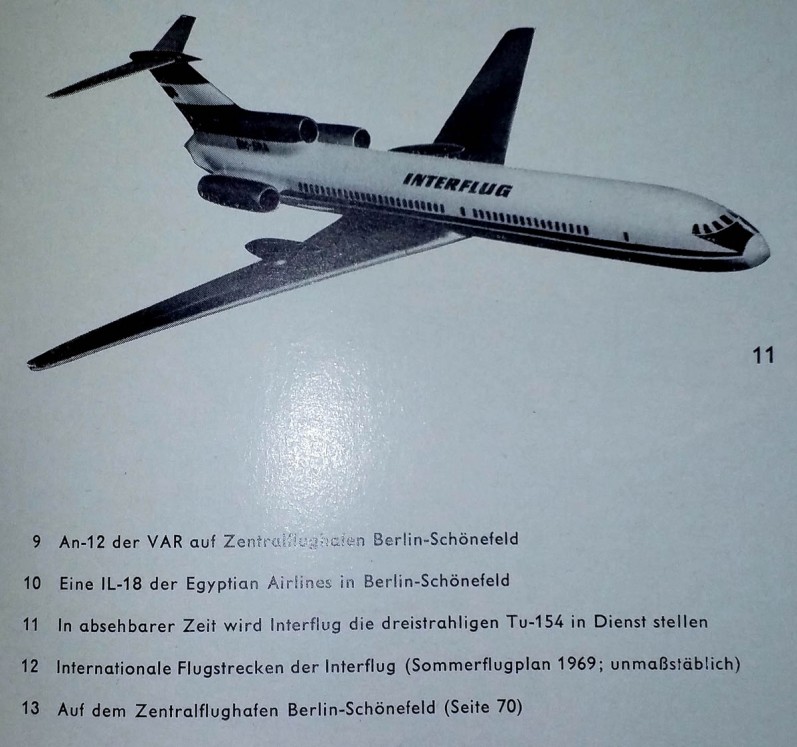 INTERFLUG
11
9 An-12 der VAR auf Zentralflughafen Berlin-Schönefeld
10 Eine IL-18 der Egyptian Airlines in Berlin-Schönefeld
11 In absehbarer Zeit wird Interflug die dreistrahligen Tu-154 in Dienst stellen
12 Internationale Flugstrecken der Interflug (Sommerflugplan 1969; unmaßstäblich)
13 Auf dem Zentralflughafen Berlin-Schönefeld (Seite 70)